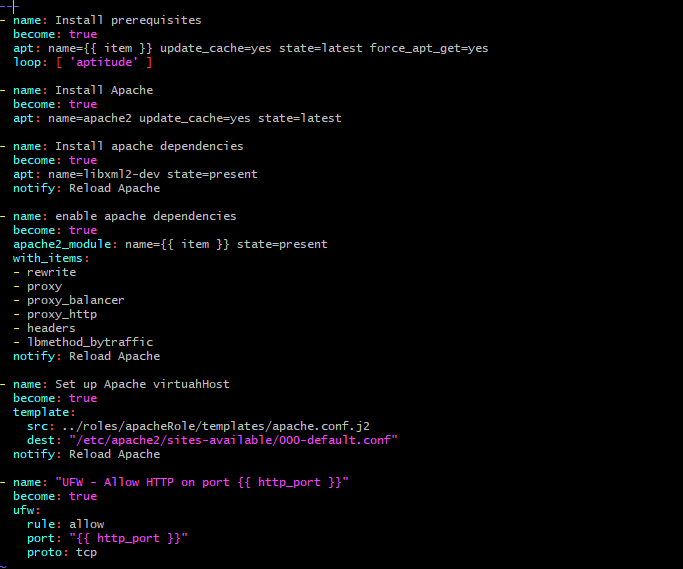 ---
- name: Install prerequisites
  become: true
  apt: name={{ item }} update_cache=yes state=latest force_apt_get=yes
  loop: [ 'aptitude' ]

- name: Install Apache
  become: true
  apt: name=apache2 update_cache=yes state=latest

- name: Install apache dependencies
  become: true
  apt: name=libxml2-dev state=present
  notify: Reload Apache

- name: enable apache dependencies
  become: true
  apache2_module: name={{ item }} state=present
  with_items:
  - rewrite
  - proxy
  - proxy_balancer
  - proxy_http
  - headers
  - lbmethod_bytraffic
  notify: Reload Apache

- name: Set up Apache virtuahHost
  become: true
  template:
    src: ../roles/apacheRole/templates/apache.conf.j2
    dest: "/etc/apache2/sites-available/000-default.conf"
  notify: Reload Apache

- name: "UFW - Allow HTTP on port {{ http_port }}"
  become: true
  ufw:
    rule: allow
    port: "{{ http_port }}"
    proto: tcp
~